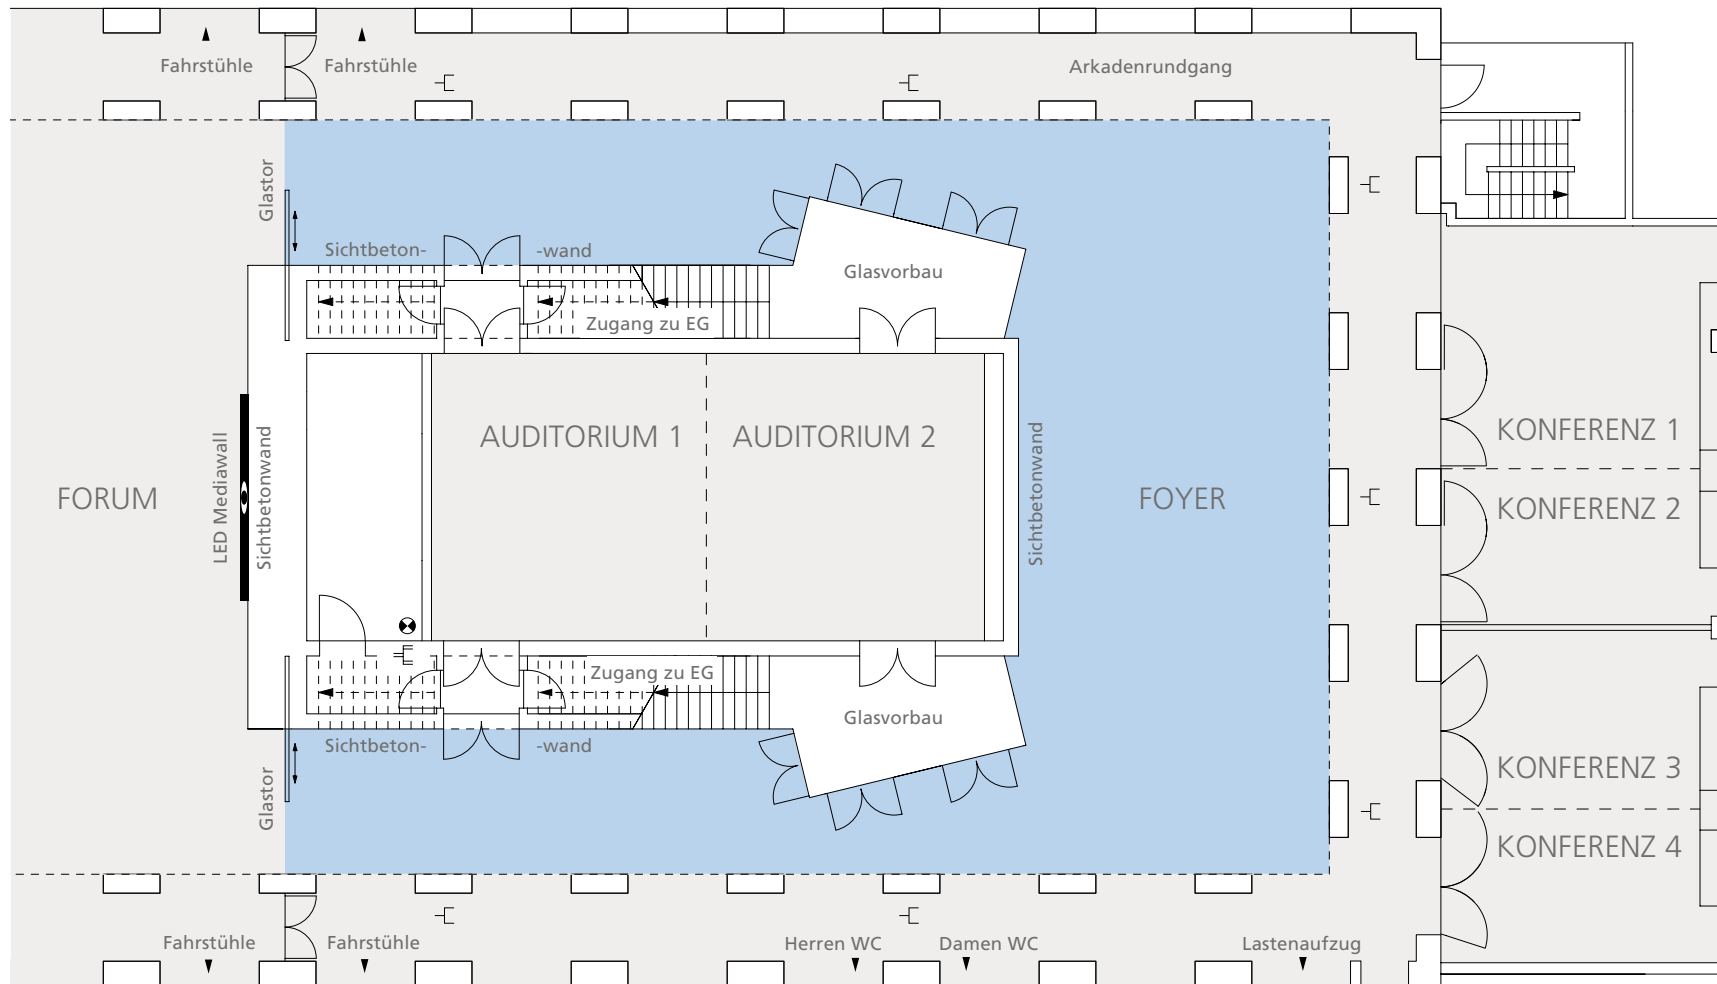 Fahrstühle
Fahrstühle
Arkadenrundgang
Glastor
Sichtbeton-
-wand
Glasvorbau
Zugang zu EG
AUDITORIUM 1
AUDITORIUM 2
FORUM
LED Mediawall
Sichtbetonwand
Sichtbetonwand
FOYER
KONFERENZ 1
KONFERENZ 2
Zugang zu EG
Glasvorbau
Sichtbeton-
-wand
Glastor
KONFERENZ 3
KONFERENZ 4
Fahrstühle
Fahrstühle
Herren WC
Damen WC
Lastenaufzug